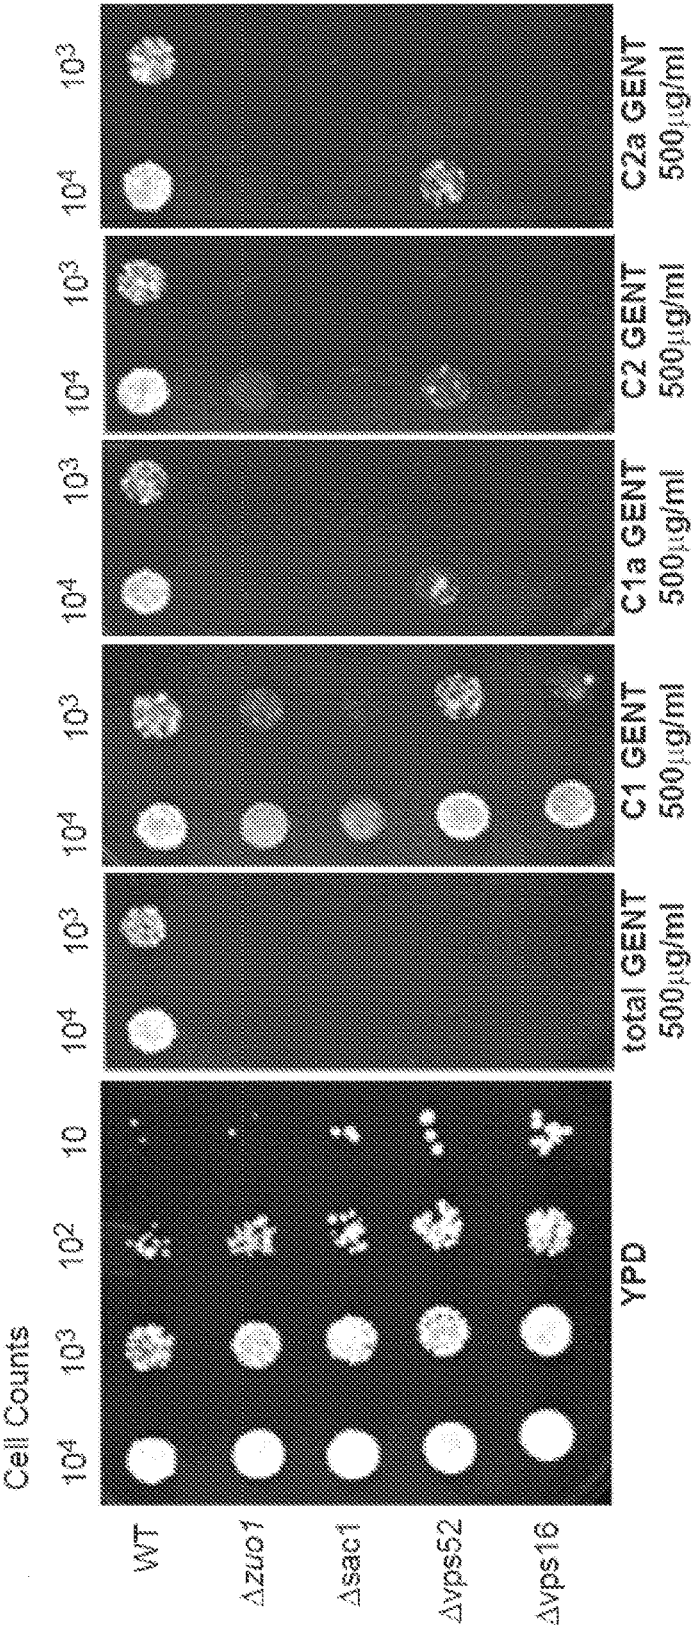 Cell Counts
10⁴ 10³ 10² 10 10⁴ 10³ 10⁴ 10³ 10⁴ 10³ 10⁴ 10³ 10⁴ 10³
WT
Δzuo1
Δsac1
Δvps52
Δvps16
YPD
total GENT
500µg/ml
C1 GENT
500µg/ml
C1a GENT
500µg/ml
C2 GENT
500µg/ml
C2a GENT
500µg/ml